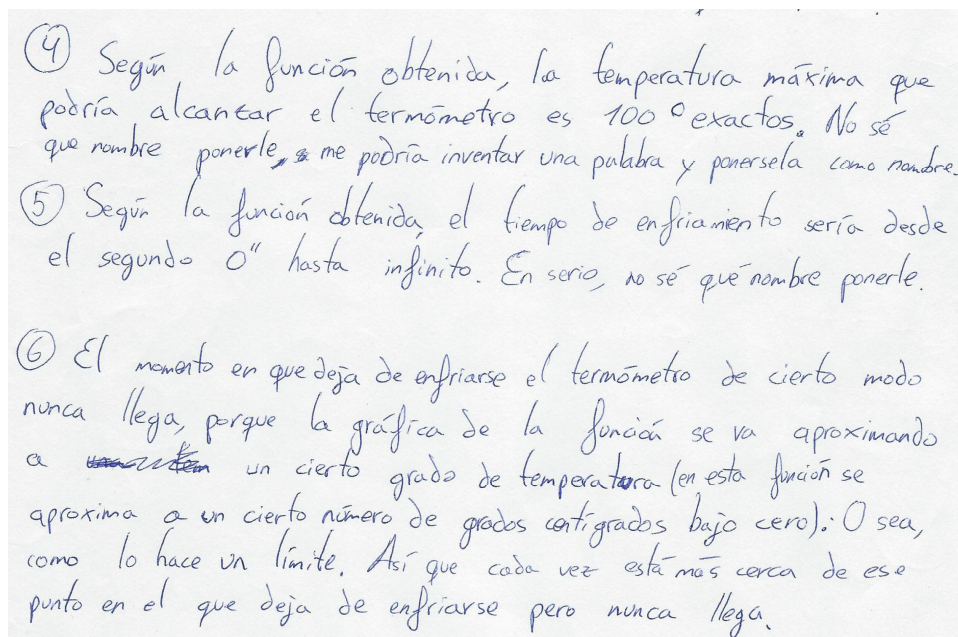 ④ Según la función obtenida, la temperatura máxima que
podría alcanzar el termómetro es 100º exactos. No sé
que nombre ponerle, me podría inventar una palabra y ponersela como nombre.
⑤ Según la función obtenida, el tiempo de enfriamiento sería desde
el segundo 0" hasta infinito. En serio, no sé qué nombre ponerle.
⑥ El momento en que deja de enfriarse el termómetro de cierto modo
nunca llega, porque la gráfica de la función se va aproximando
a un cierto grado de temperatura (en esta función se
aproxima a un cierto número de grados centígrados bajo cero). O sea,
como lo hace un límite. Así que cada vez está más cerca de ese
punto en el que deja de enfriarse pero nunca llega.